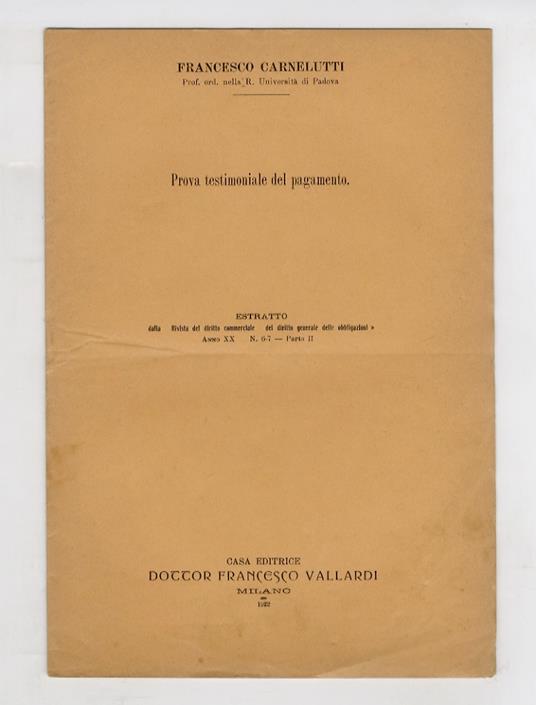 FRANCESCO CARNELUTTI
Prof. ord. nella R. Università di Padova
Prova testimoniale del pagamento.
ESTRATTO
dalla Rivista del diritto commerciale del diritto generale delle obbligazioni »
ANNO XX N. 6-7 — PARTE II
CASA EDITRICE
DOTTOR FRANCESCO VALLARDI
MILANO
1922